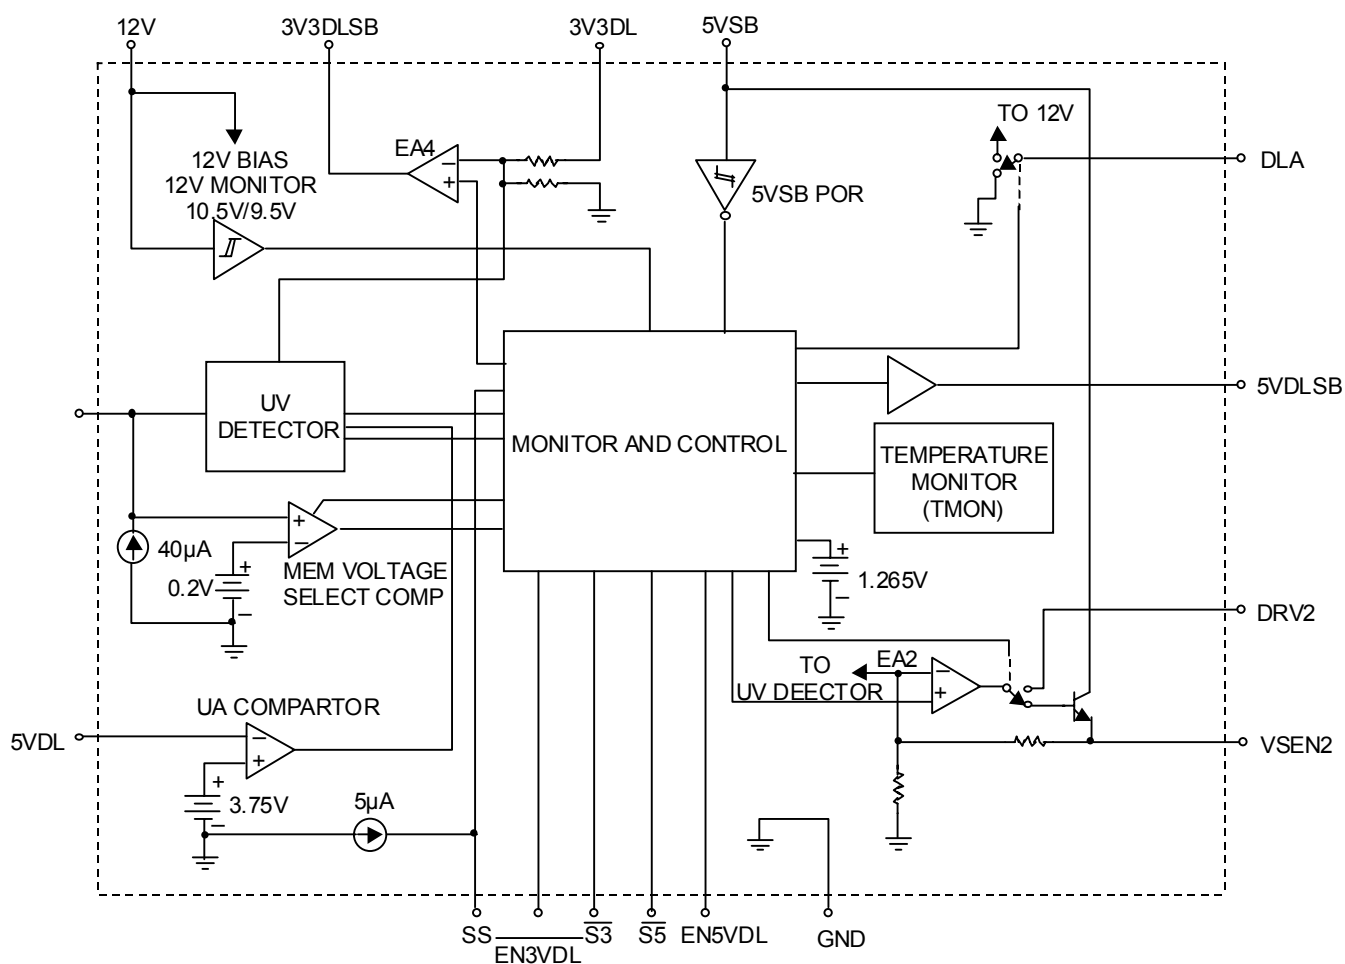 12V
3V3DLSB
3V3DL
5VSB
TO 12V
EA4
−
+
12V BIAS
12V MONITOR
10.5V/9.5V
5VSB POR
DLA
5VDLSB
UV
DETECTOR
MONITOR AND CONTROL
TEMPERATURE
MONITOR
(TMON)
+
−
40µA
+
0.2V
−
MEM VOLTAGE
SELECT COMP
+
1.265V
−
DRV2
TO
UV DEECTOR
EA2
−
+
UA COMPARTOR
5VDL
−
+
VSEN2
+
3.75V
−
5µA
SS
EN3VDL
S3
S5
EN5VDL
GND